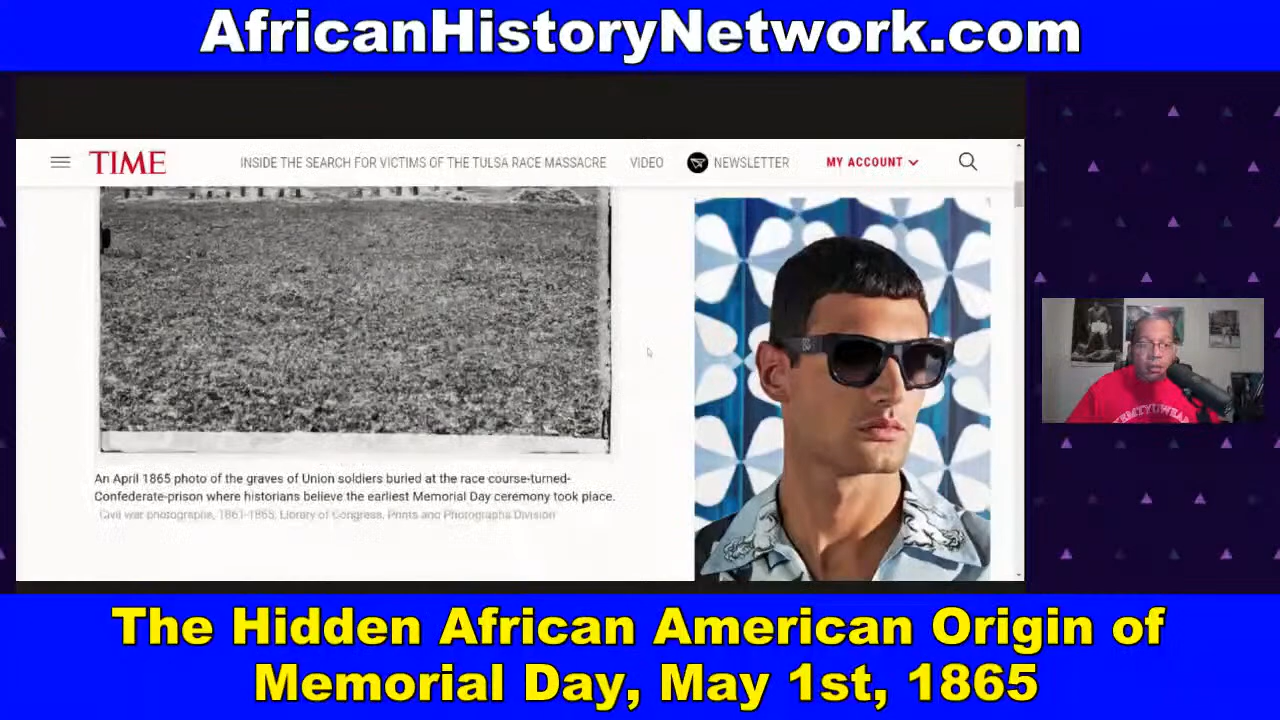 AfricanHistoryNetwork.com
TIME
INSIDE THE SEARCH FOR VICTIMS OF THE TULSA RACE MASSACRE
VIDEO
NEWSLETTER
MY ACCOUNT
An April 1865 photo of the graves of Union soldiers buried at the race course-turned-
Confederate-prison where historians believe the earliest Memorial Day ceremony took place.
Civil war photographs, 1861-1865, Library of Congress, Prints and Photographs Division
The Hidden African American Origin of
Memorial Day, May 1st, 1865